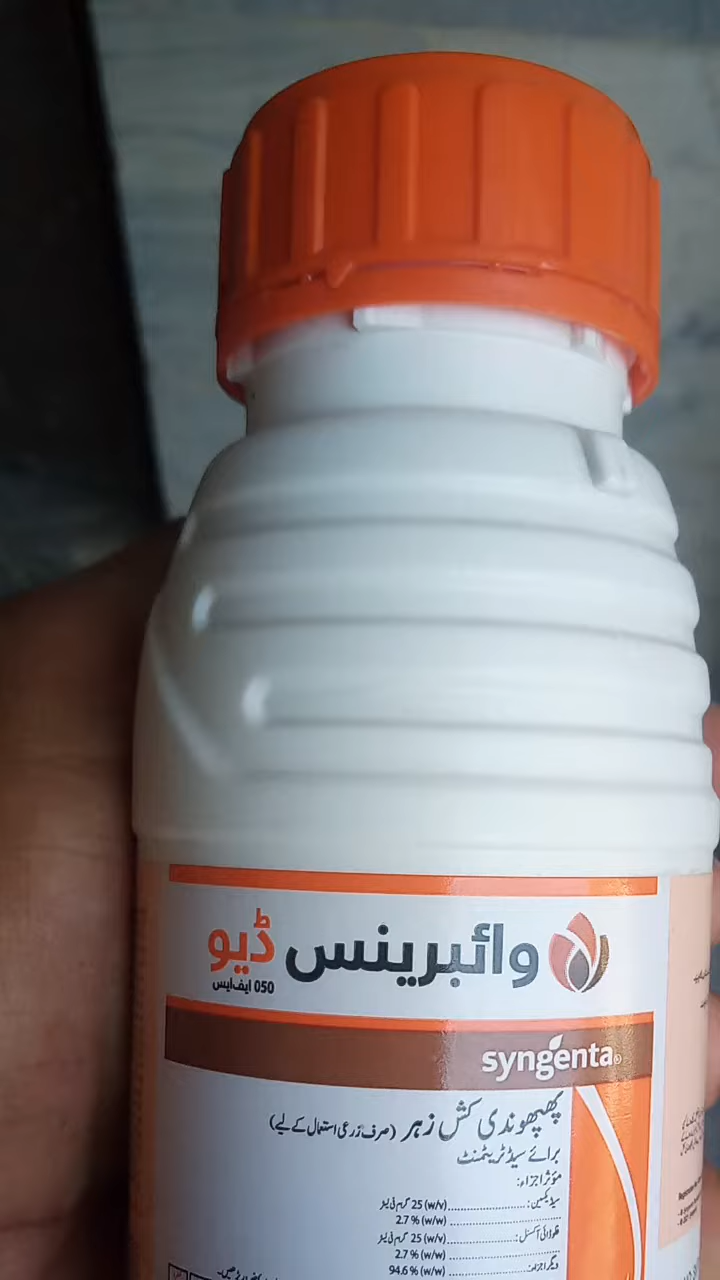 وائبرینس ڈیو
050 ایف ایس
syngenta®
پھپھوندی کش زہر (صرف زرعی استعمال کے لیے)
برائے سیڈ ٹریٹمنٹ
مؤثر اجزاء:
سیڈیکسین: .......... 25 گرام فی لیٹر (w/v)
2.7 % (w/w)
فلوڈائی آکسنل: .......... 25 گرام فی لیٹر (w/v)
2.7 % (w/w)
دیگر اجزاء: .......... 94.6 % (w/w)